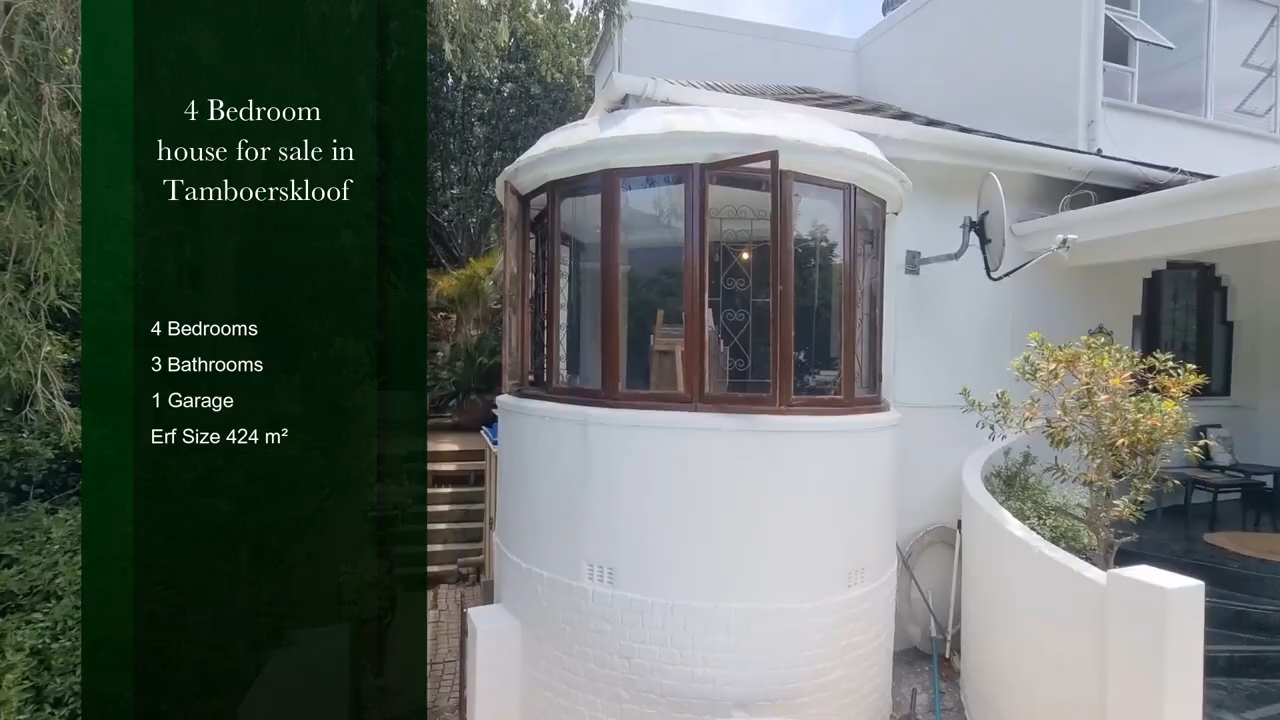 4 Bedroom
house for sale in
Tamboerskloof
4 Bedrooms
3 Bathrooms
1 Garage
Erf Size 424 m²